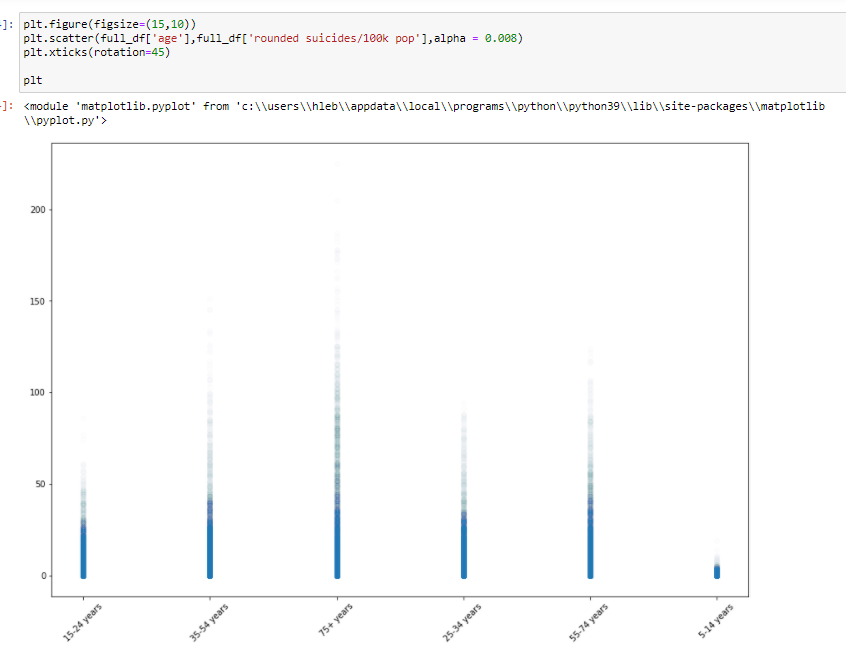 ]: plt.figure(figsize=(15,10))
plt.scatter(full_df['age'],full_df['rounded suicides/100k pop'],alpha = 0.008)
plt.xticks(rotation=45)
plt
]: <module 'matplotlib.pyplot' from 'c:\\users\\hleb\\appdata\\local\\programs\\python\\python39\\lib\\site-packages\\matplotlib
\\pyplot.py'>
200
150
100
50
0
15-24 years
35-54 years
75+ years
25-34 years
55-74 years
5-14 years